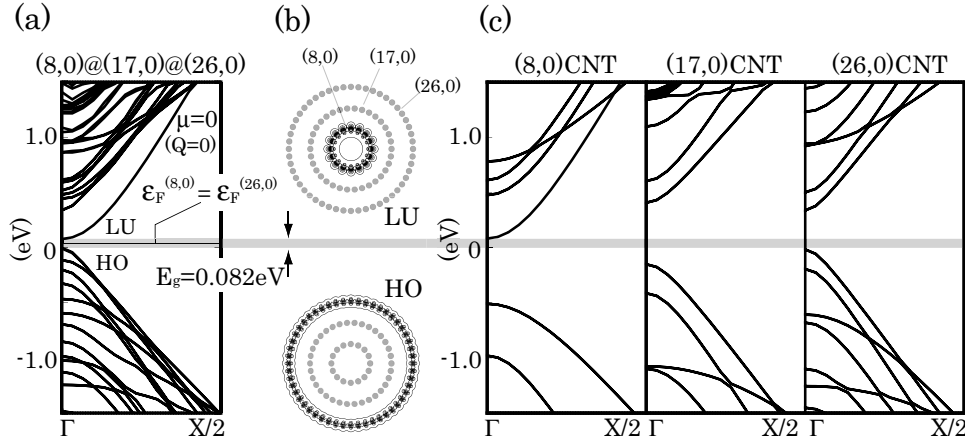 (a)
(8,0)@(17,0)@(26,0)
(eV)
1.0
0
-1.0
μ=0
(Q=0)
ε_F^(8,0) = ε_F^(26,0)
LU
HO
E_g=0.082eV
Γ
X/2
(b)
(8,0)
(17,0)
(26,0)
LU
HO
(c)
(8,0)CNT
(17,0)CNT
(26,0)CNT
(eV)
1.0
0
-1.0
Γ
X/2
Γ
X/2
Γ
X/2